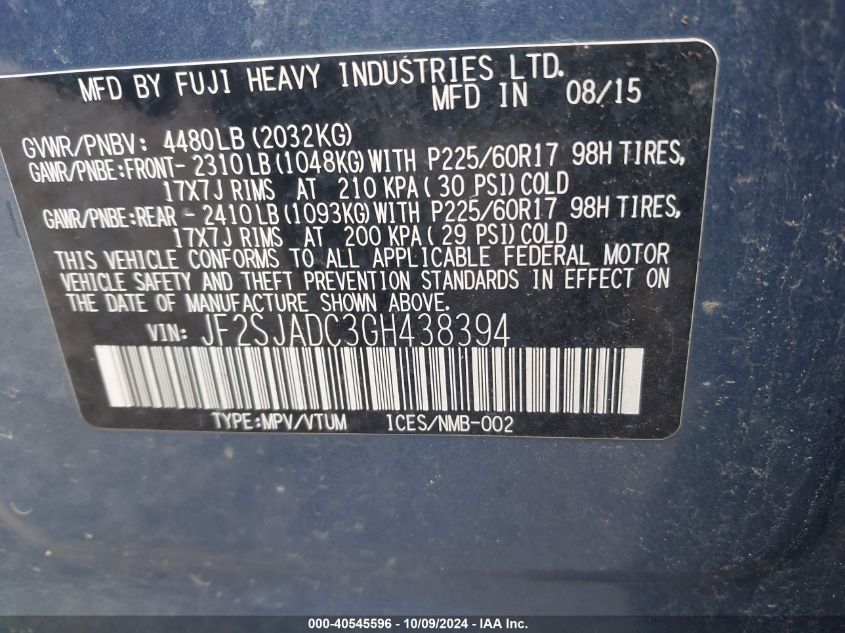 MFD BY FUJI HEAVY INDUSTRIES LTD.
MFD IN 08/15
GVWR/PNBV: 4480LB (2032KG)
GAWR/PNBE:FRONT- 2310 LB (1048KG) WITH P225/60R17 98H TIRES,
17X7J RIMS AT 210 KPA ( 30 PSI) COLD
GAWR/PNBE:REAR - 2410 LB (1093KG) WITH P225/60R17 98H TIRES,
17X7J RIMS AT 200 KPA ( 29 PSI) COLD
THIS VEHICLE CONFORMS TO ALL APPLICABLE FEDERAL MOTOR
VEHICLE SAFETY AND THEFT PREVENTION STANDARDS IN EFFECT ON
THE DATE OF MANUFACTURE SHOWN ABOVE.
VIN: JF2SJADC3GH438394
TYPE:MPV/VTUM ICES/NMB-002
000-40545596 - 10/09/2024 - IAA Inc.